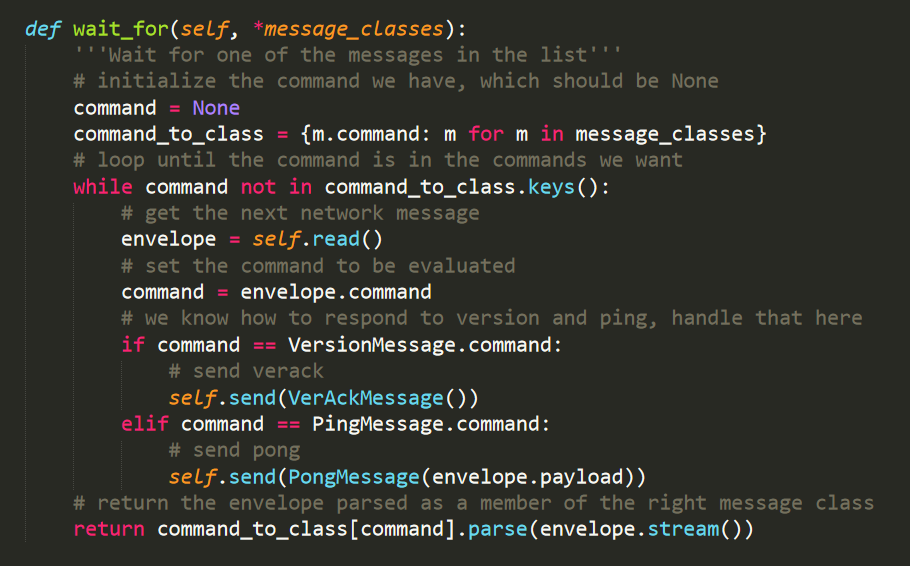 def wait_for(self, *message_classes):
    '''Wait for one of the messages in the list'''
    # initialize the command we have, which should be None
    command = None
    command_to_class = {m.command: m for m in message_classes}
    # loop until the command is in the commands we want
    while command not in command_to_class.keys():
        # get the next network message
        envelope = self.read()
        # set the command to be evaluated
        command = envelope.command
        # we know how to respond to version and ping, handle that here
        if command == VersionMessage.command:
            # send verack
            self.send(VerAckMessage())
        elif command == PingMessage.command:
            # send pong
            self.send(PongMessage(envelope.payload))
    # return the envelope parsed as a member of the right message class
    return command_to_class[command].parse(envelope.stream())